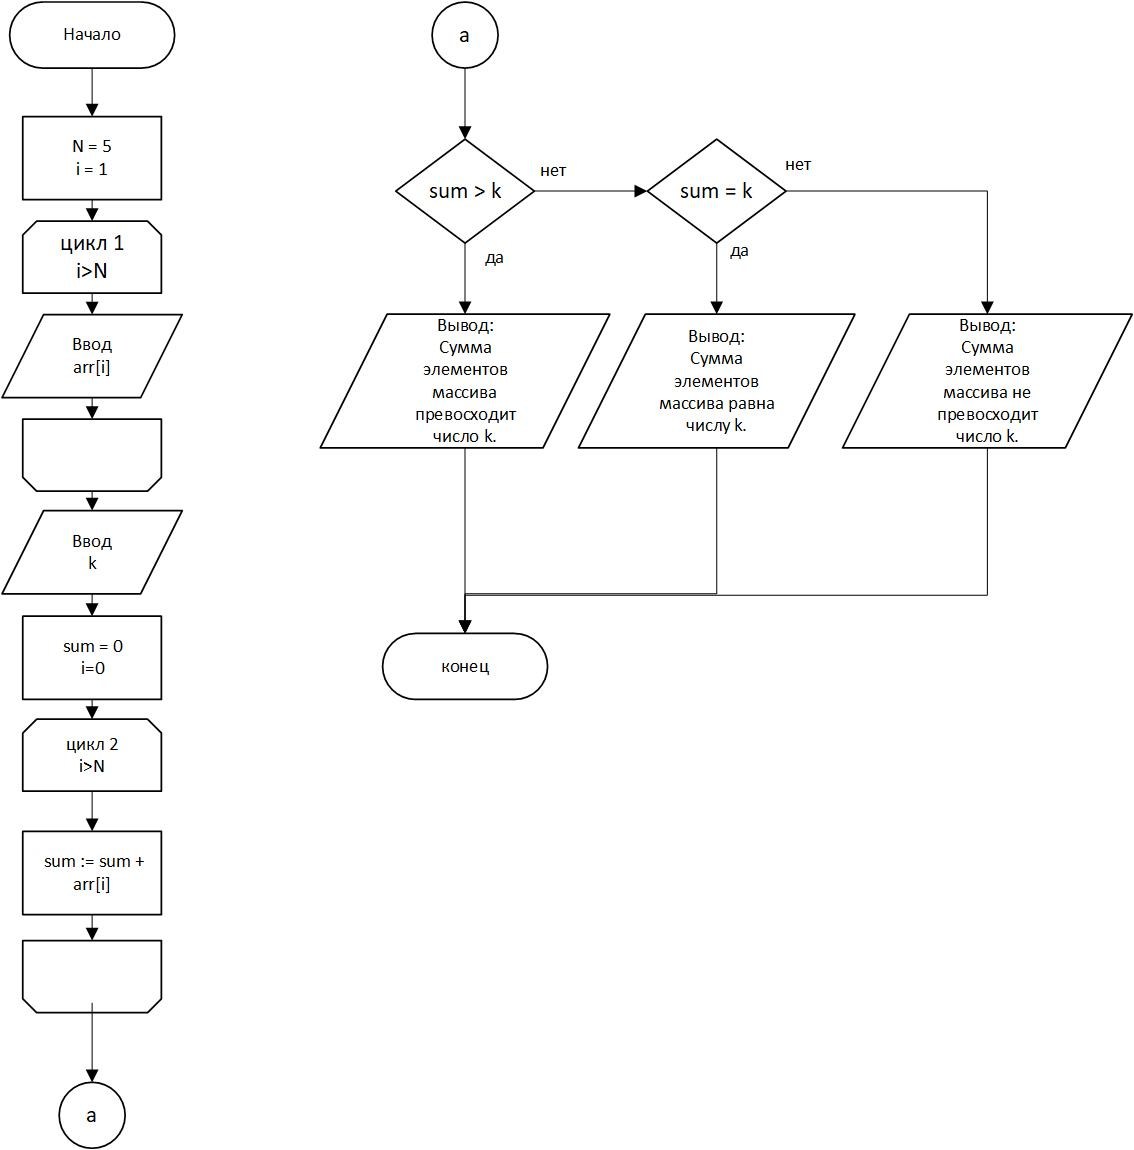 Начало
N = 5
i = 1
цикл 1
i>N
Ввод
arr[i]
Ввод
k
sum = 0
i=0
цикл 2
i>N
sum := sum +
arr[i]
a
a
sum > k
нет
sum = k
нет
да
да
Вывод:
Сумма
элементов
массива
превосходит
число k.
Вывод:
Сумма
элементов
массива равна
числу k.
Вывод:
Сумма
элементов
массива не
превосходит
число k.
конец